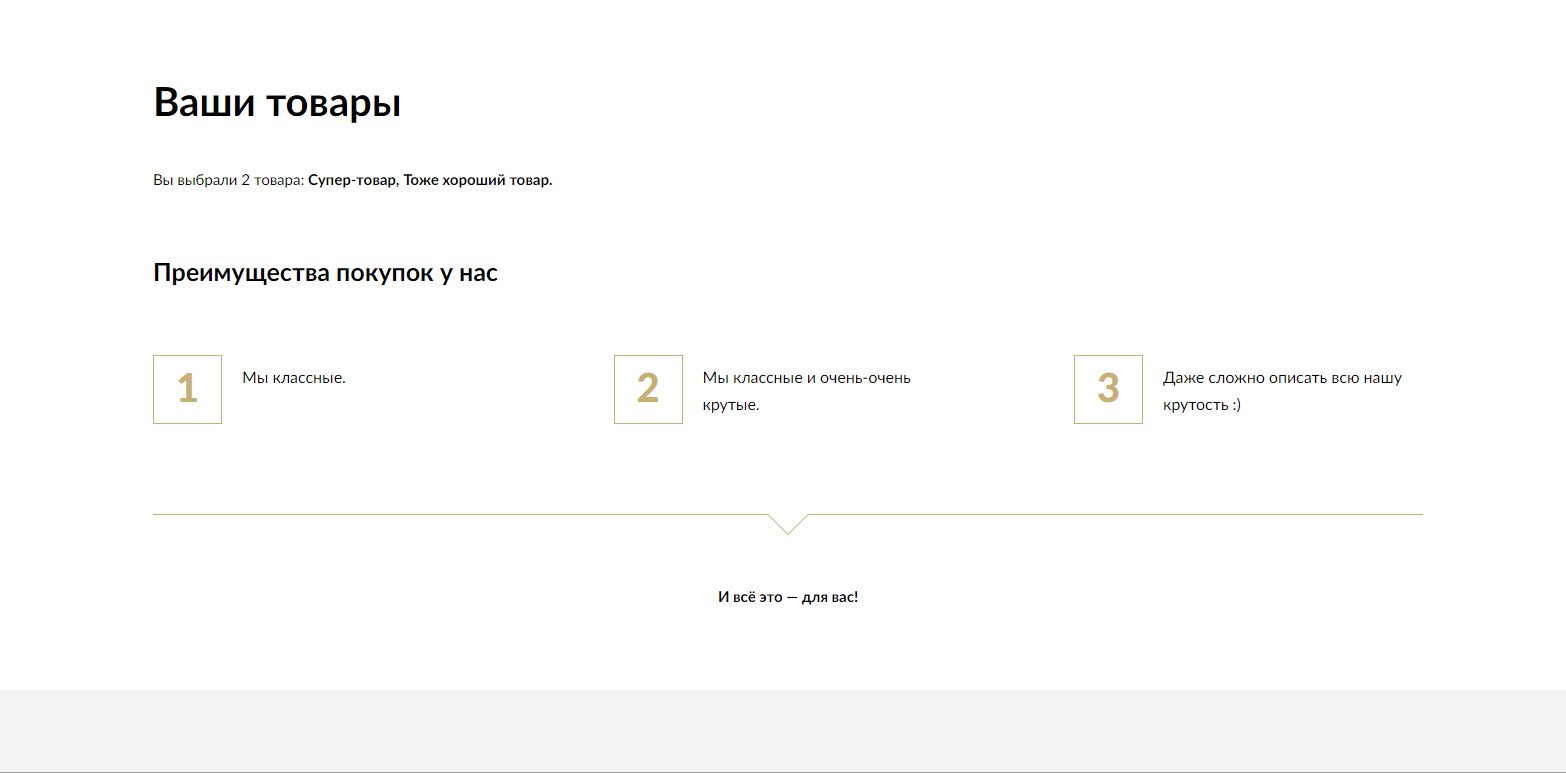 Ваши товары
Вы выбрали 2 товара: Супер-товар, Тоже хороший товар.
Преимущества покупок у нас
1
Мы классные.
2
Мы классные и очень-очень
крутые.
3
Даже сложно описать всю нашу
крутость :)
И всё это — для вас!